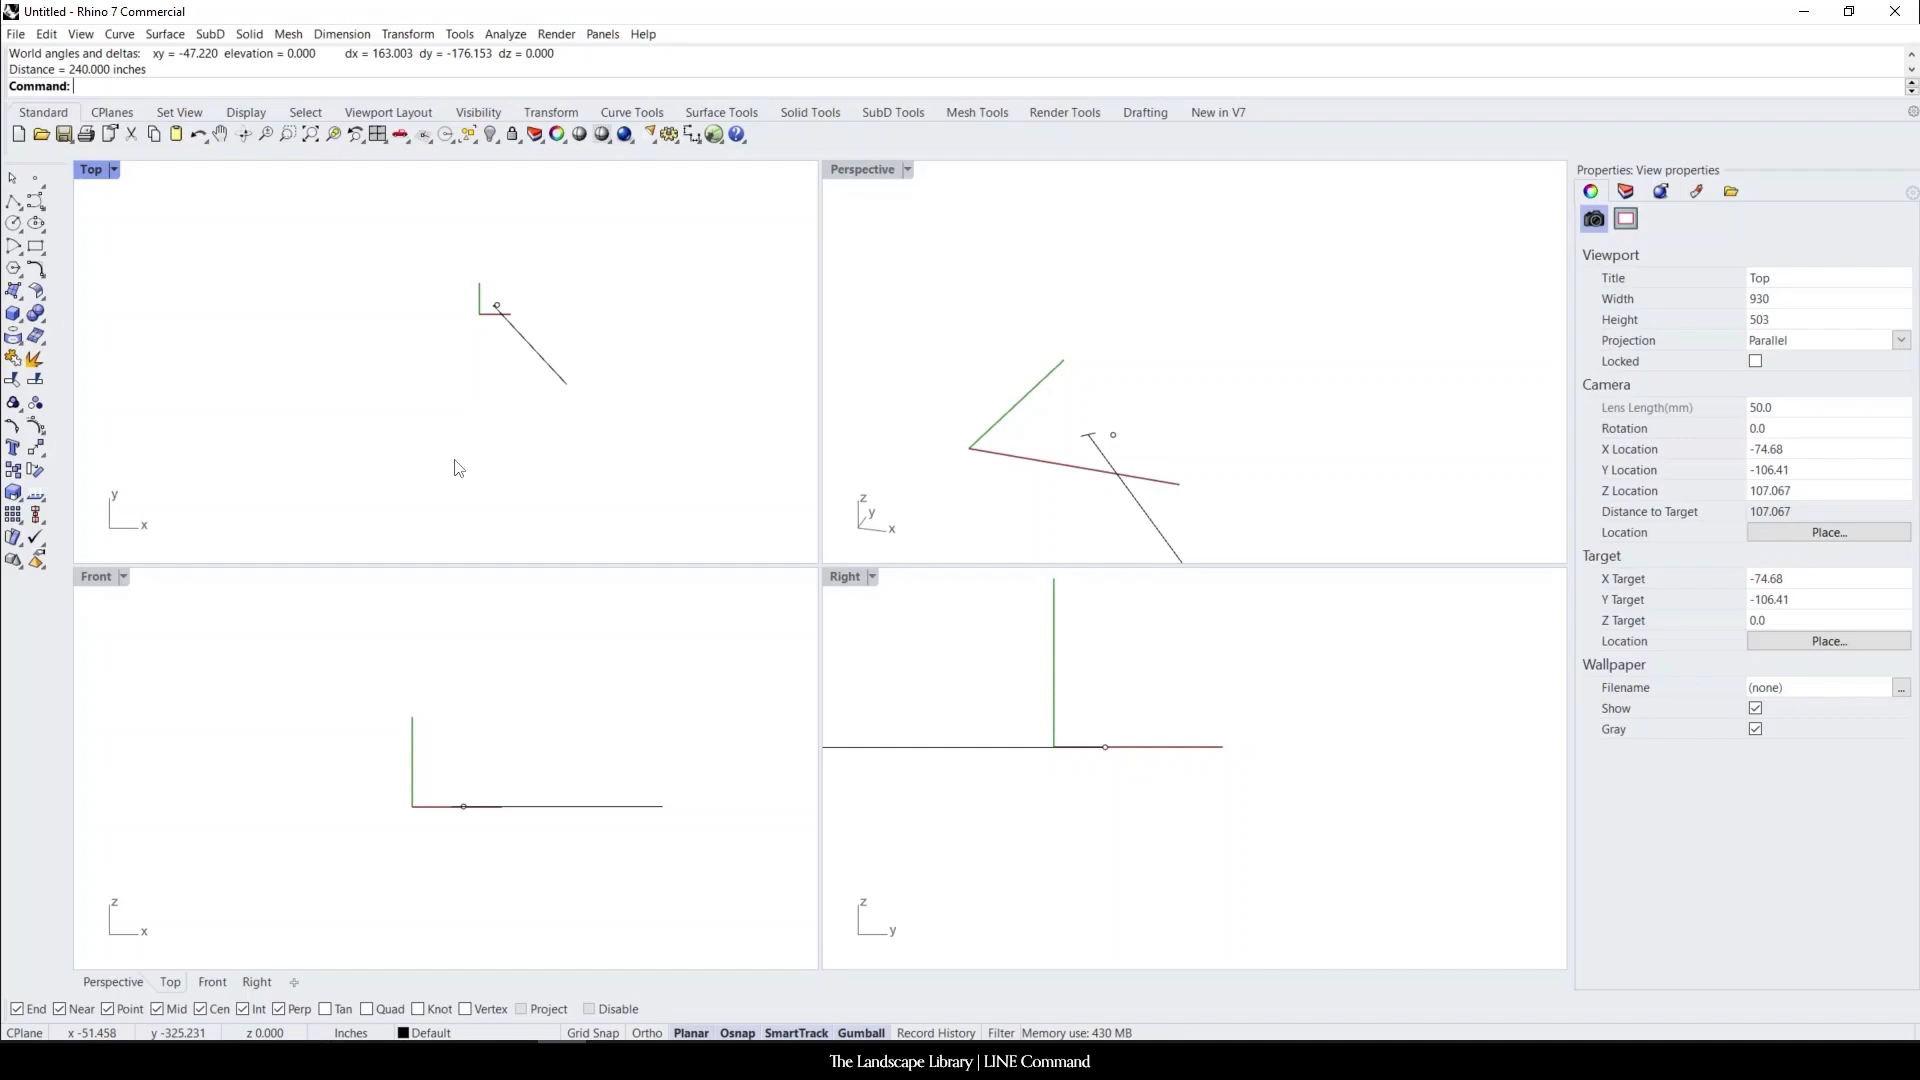 Untitled - Rhino 7 Commercial
File Edit View Curve Surface SubD Solid Mesh Dimension Transform Tools Analyze Render Panels Help
World angles and deltas: xy = -47.220 elevation = 0.000 dx = 163.003 dy = -176.153 dz = 0.000
Distance = 240.000 inches
Command:
Standard CPlanes Set View Display Select Viewport Layout Visibility Transform Curve Tools Surface Tools Solid Tools SubD Tools Mesh Tools Render Tools Drafting New in V7
Top
Perspective
y
x
z
y
x
Front
Right
z
x
z
y
Properties: View properties
Viewport
Title Top
Width 930
Height 503
Projection Parallel
Locked
Camera
Lens Length(mm) 50.0
Rotation 0.0
X Location -74.68
Y Location -106.41
Z Location 107.067
Distance to Target 107.067
Location Place...
Target
X Target -74.68
Y Target -106.41
Z Target 0.0
Location Place...
Wallpaper
Filename (none) ...
Show
Gray
Perspective Top Front Right
End Near Point Mid Cen Int Perp Tan Quad Knot Vertex Project Disable
CPlane x -51.458 y -325.231 z 0.000 Inches Default Grid Snap Ortho Planar Osnap SmartTrack Gumball Record History Filter Memory use: 430 MB
The Landscape Library | LINE Command